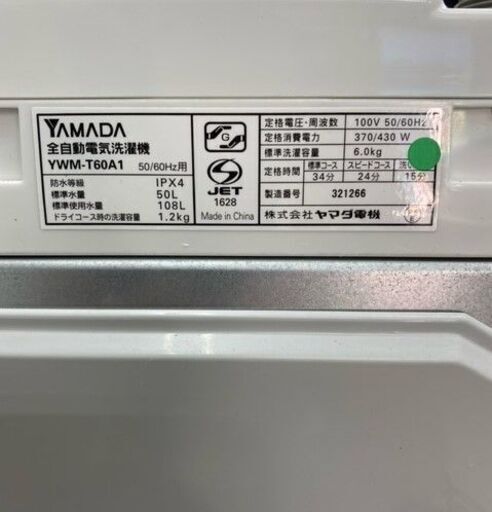 YAMADA
全自動電気洗濯機
YWM-T60A1 50/60Hz用
防水等級 IPX4
標準水量 50L
標準使用水量 108L
ドライコース時の洗濯容量 1.2kg
G
JET
1628
Made in China
定格電圧・周波数 100V 50/60Hz
定格消費電力 370/430 W
標準洗濯容量 6.0kg
定格時間 標準コース スピードコース
34分 24分 15分
製造番号 321266
株式会社ヤマダ電機